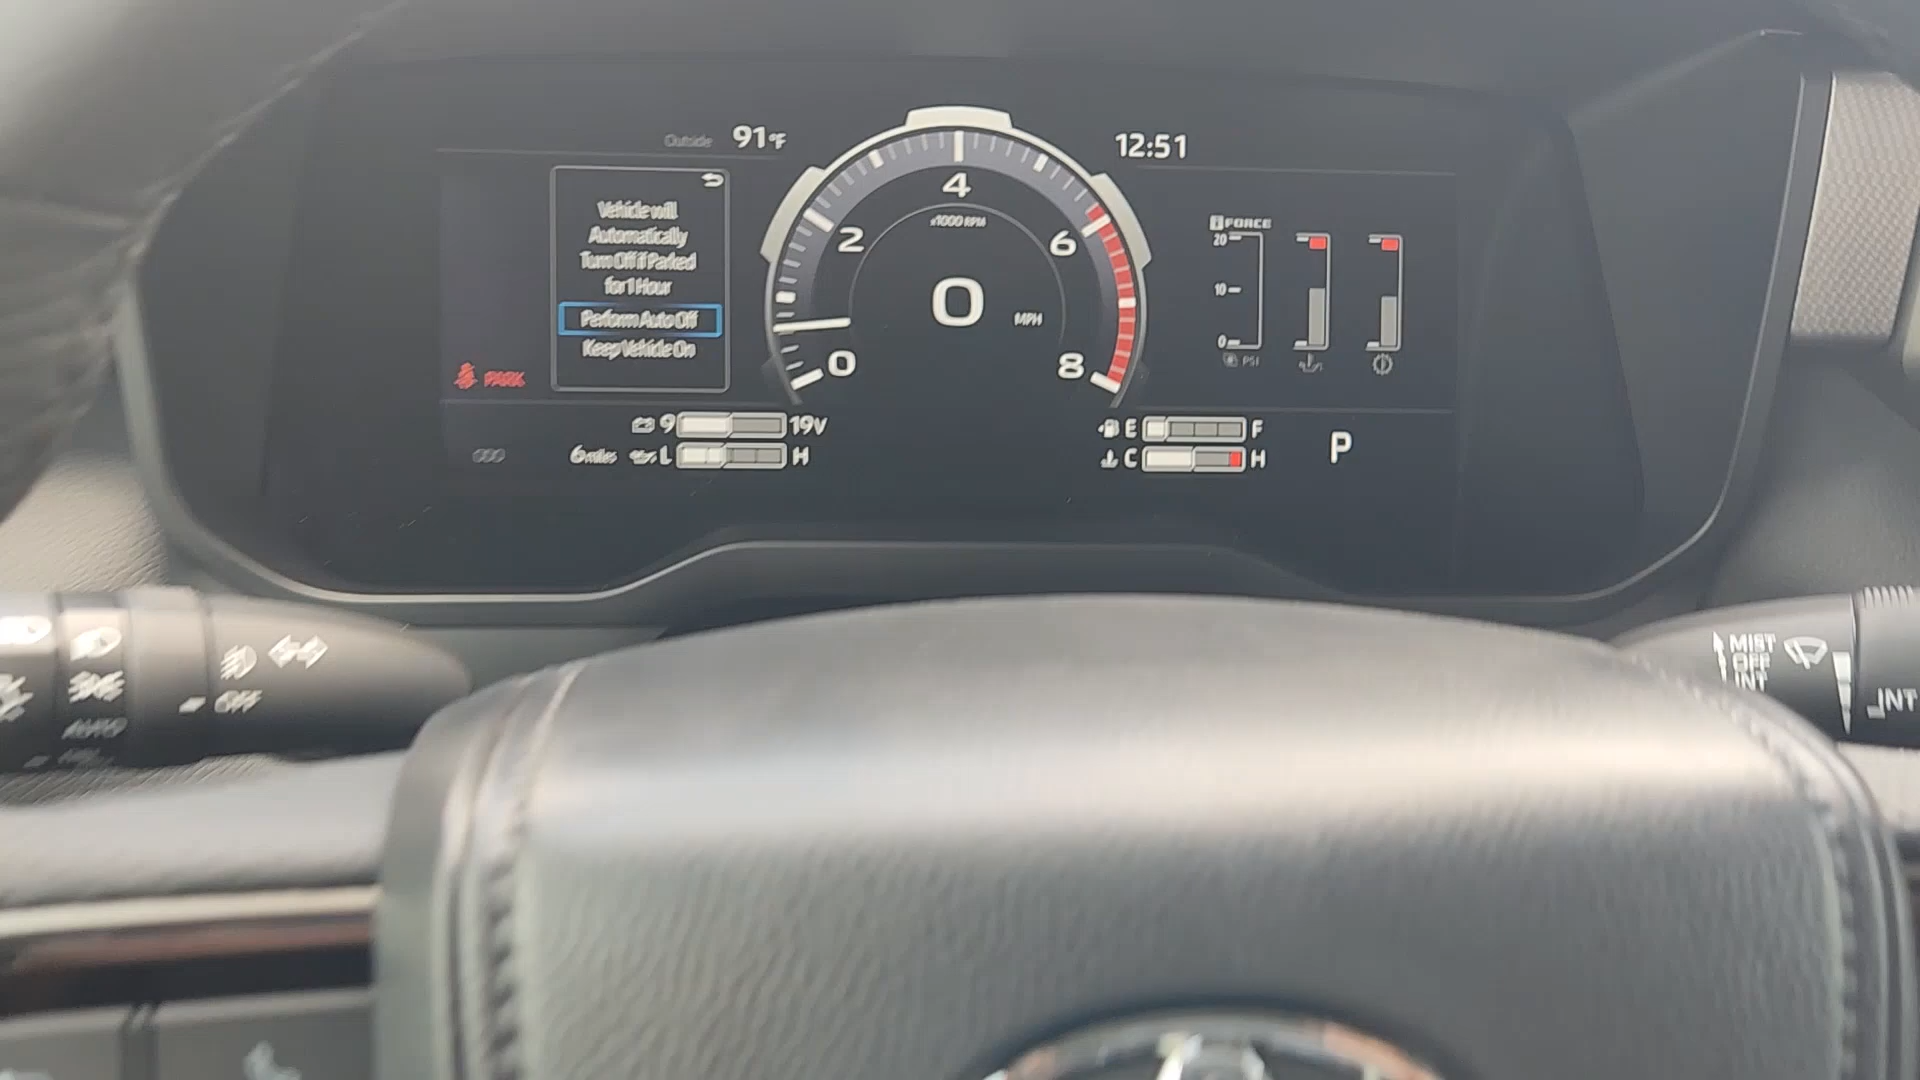 Outside 91°F
12:51
Vehicle will
Automatically
Turn Off if Parked
for 1 Hour
Perform Auto Off
Keep Vehicle On
PARK
0
2
4
6
8
x1000 RPM
0 MPH
i FORCE
20
10
0
PSI
9 19V
6 miles L H
E F
C H
P
OFF
AUTO
MIST
OFF
INT
INT